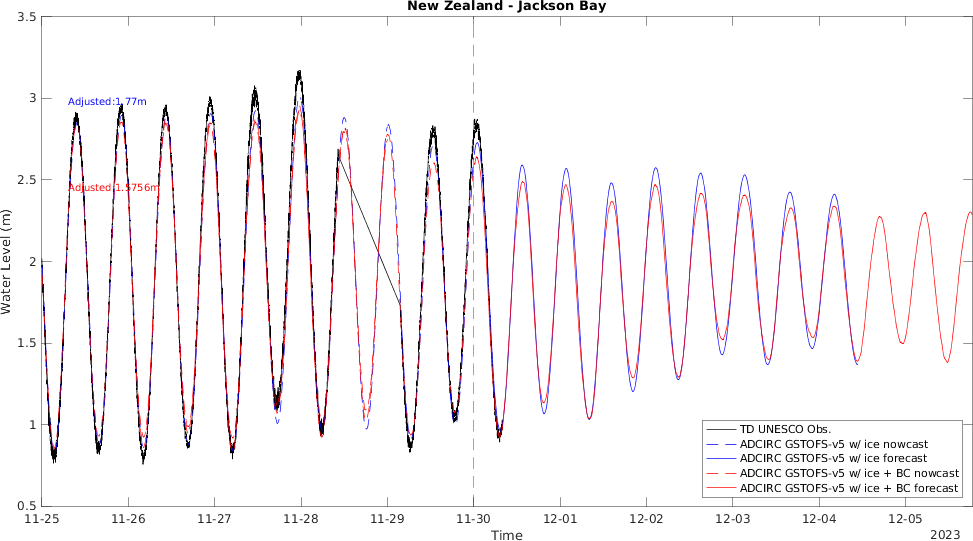 New Zealand - Jackson Bay
3.5
3
2.5
2
1.5
1
0.5
Water Level (m)
Adjusted:1.77m
Adjusted:1.5756m
TD UNESCO Obs.
ADCIRC GSTOFS-v5 w/ ice nowcast
ADCIRC GSTOFS-v5 w/ ice forecast
ADCIRC GSTOFS-v5 w/ ice + BC nowcast
ADCIRC GSTOFS-v5 w/ ice + BC forecast
11-25 11-26 11-27 11-28 11-29 11-30 12-01 12-02 12-03 12-04 12-05
Time
2023